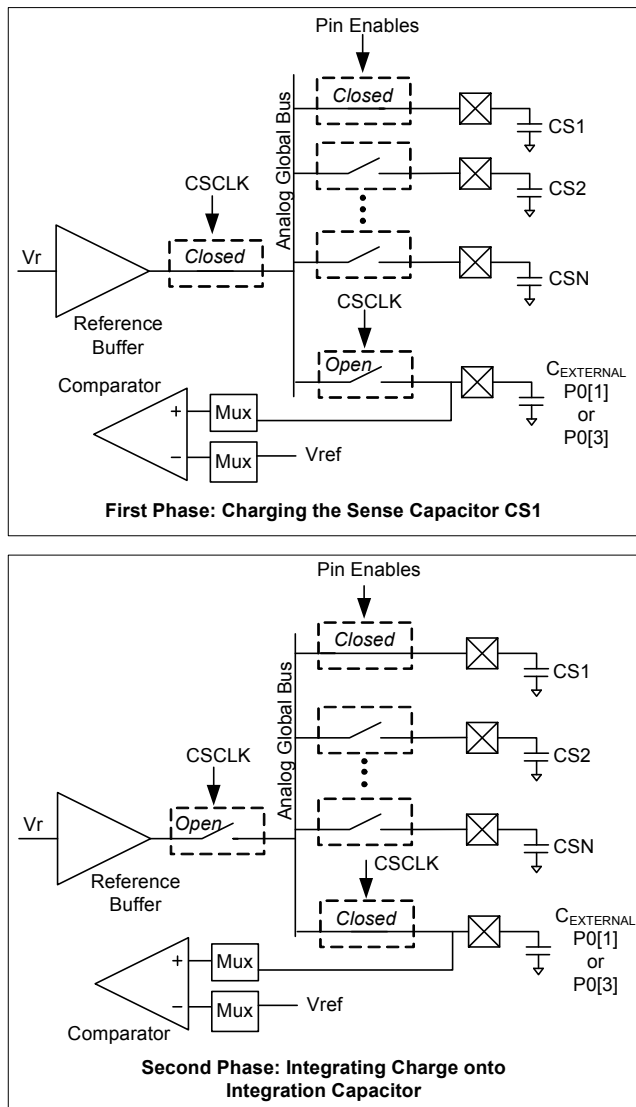 Pin Enables
Closed
CS1
Analog Global Bus
CSCLK
CS2
Vr
Closed
CSN
Reference
Buffer
CSCLK
Open
Comparator
CEXTERNAL
P0[1]
or
P0[3]
+
Mux
−
Mux
Vref
First Phase: Charging the Sense Capacitor CS1
Pin Enables
Closed
CS1
Analog Global Bus
CSCLK
CS2
Vr
Open
CSN
Reference
Buffer
CSCLK
Closed
CEXTERNAL
P0[1]
or
P0[3]
+
Mux
−
Mux
Vref
Comparator
Second Phase: Integrating Charge onto
Integration Capacitor